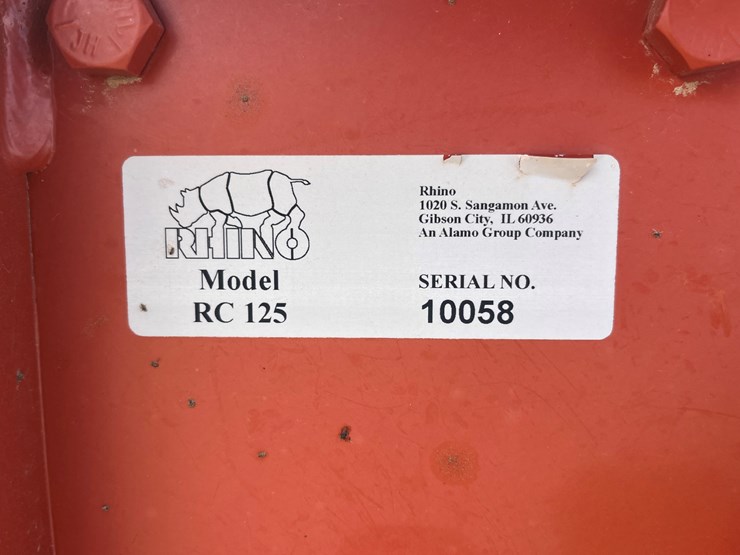 JH
RHINO
Model
RC 125
Rhino
1020 S. Sangamon Ave.
Gibson City, IL 60936
An Alamo Group Company
SERIAL NO.
10058